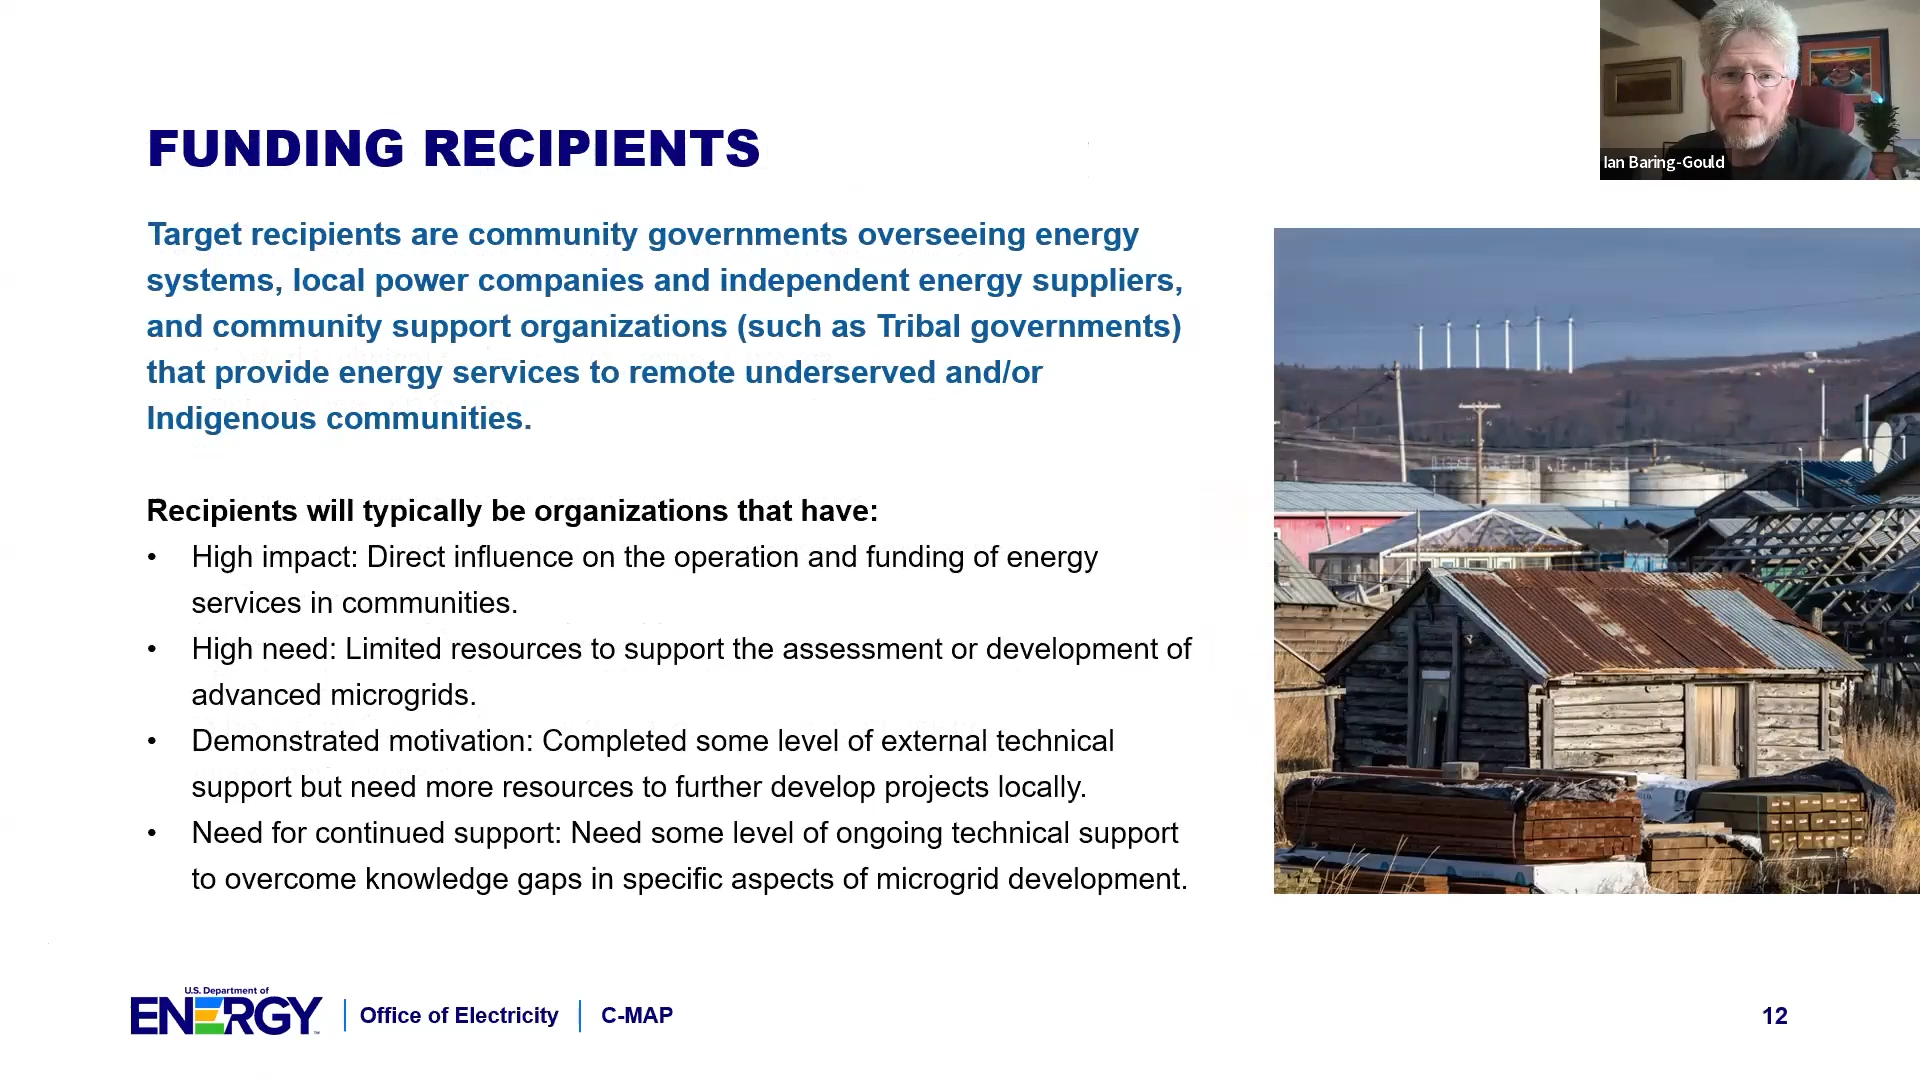 Ian Baring-Gould
FUNDING RECIPIENTS
Target recipients are community governments overseeing energy
systems, local power companies and independent energy suppliers,
and community support organizations (such as Tribal governments)
that provide energy services to remote underserved and/or
Indigenous communities.
Recipients will typically be organizations that have:
• High impact: Direct influence on the operation and funding of energy
services in communities.
• High need: Limited resources to support the assessment or development of
advanced microgrids.
• Demonstrated motivation: Completed some level of external technical
support but need more resources to further develop projects locally.
• Need for continued support: Need some level of ongoing technical support
to overcome knowledge gaps in specific aspects of microgrid development.
U.S. Department of
ENERGY
Office of Electricity
C-MAP
12